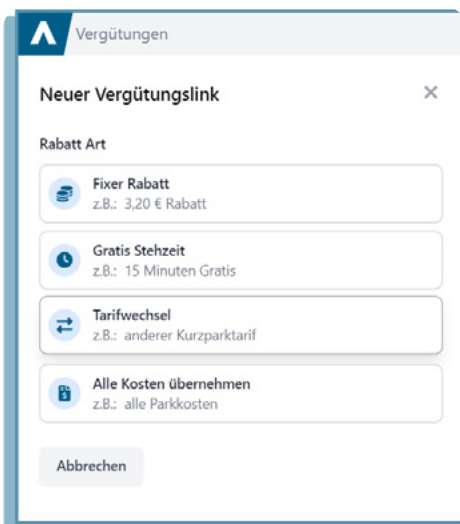 Vergütungen
Neuer Vergütungslink
Rabatt Art
Fixer Rabatt
z.B.: 3,20 € Rabatt
Gratis Stehzeit
z.B.: 15 Minuten Gratis
Tarifwechsel
z.B.: anderer Kurzparktarif
Alle Kosten übernehmen
z.B.: alle Parkkosten
Abbrechen